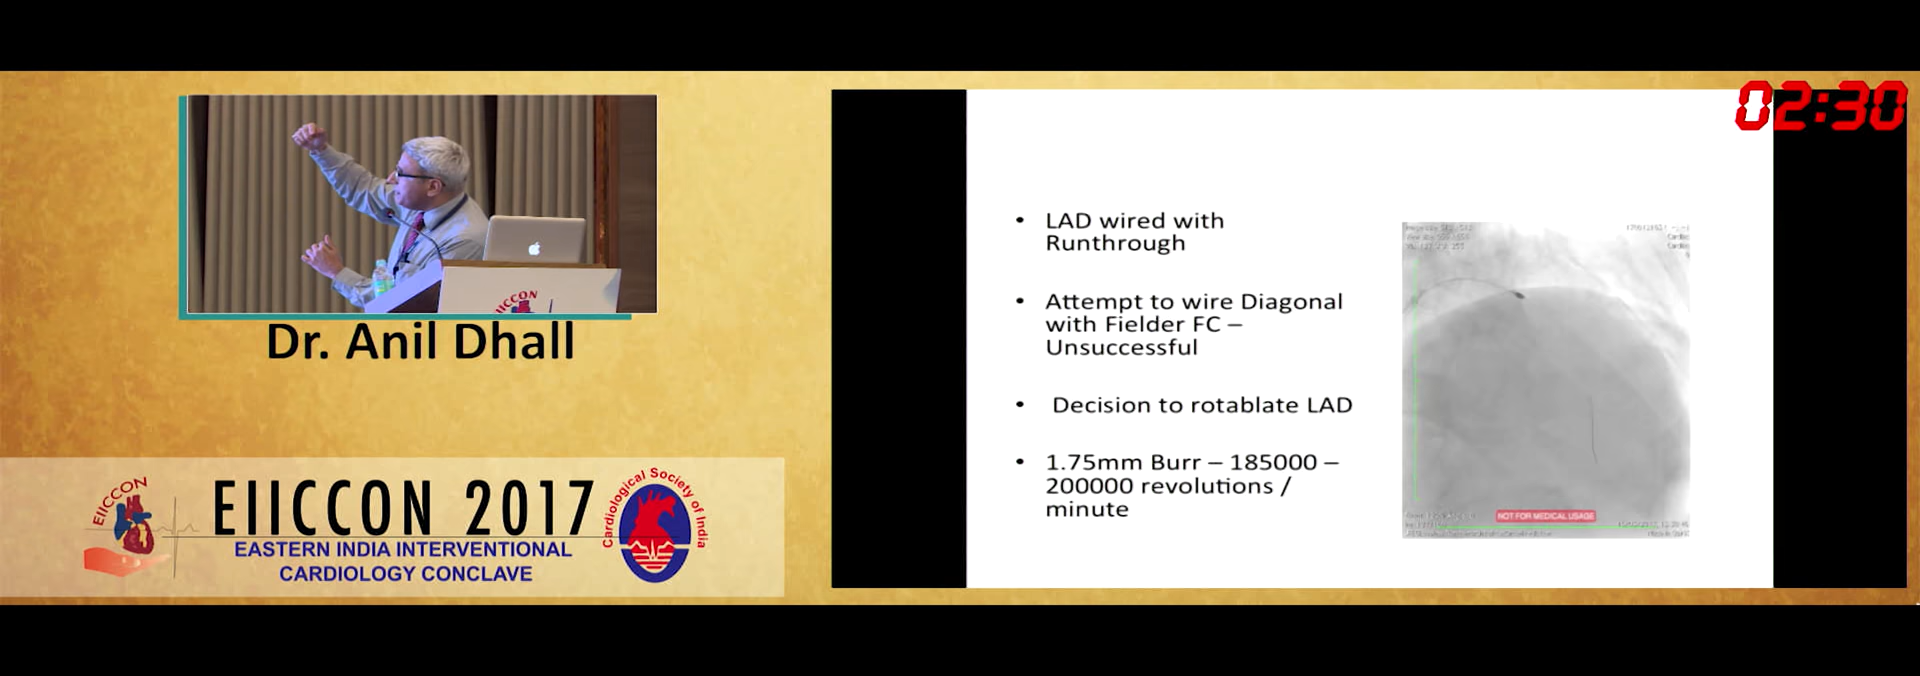 02:30
EIICCON
Dr. Anil Dhall
EIICCON
EIICCON 2017
EASTERN INDIA INTERVENTIONAL
CARDIOLOGY CONCLAVE
Cardiological Society of India
• LAD wired with
Runthrough
• Attempt to wire Diagonal
with Fielder FC –
Unsuccessful
• Decision to rotablate LAD
• 1.75mm Burr – 185000 –
200000 revolutions /
minute
NOT FOR MEDICAL USAGE